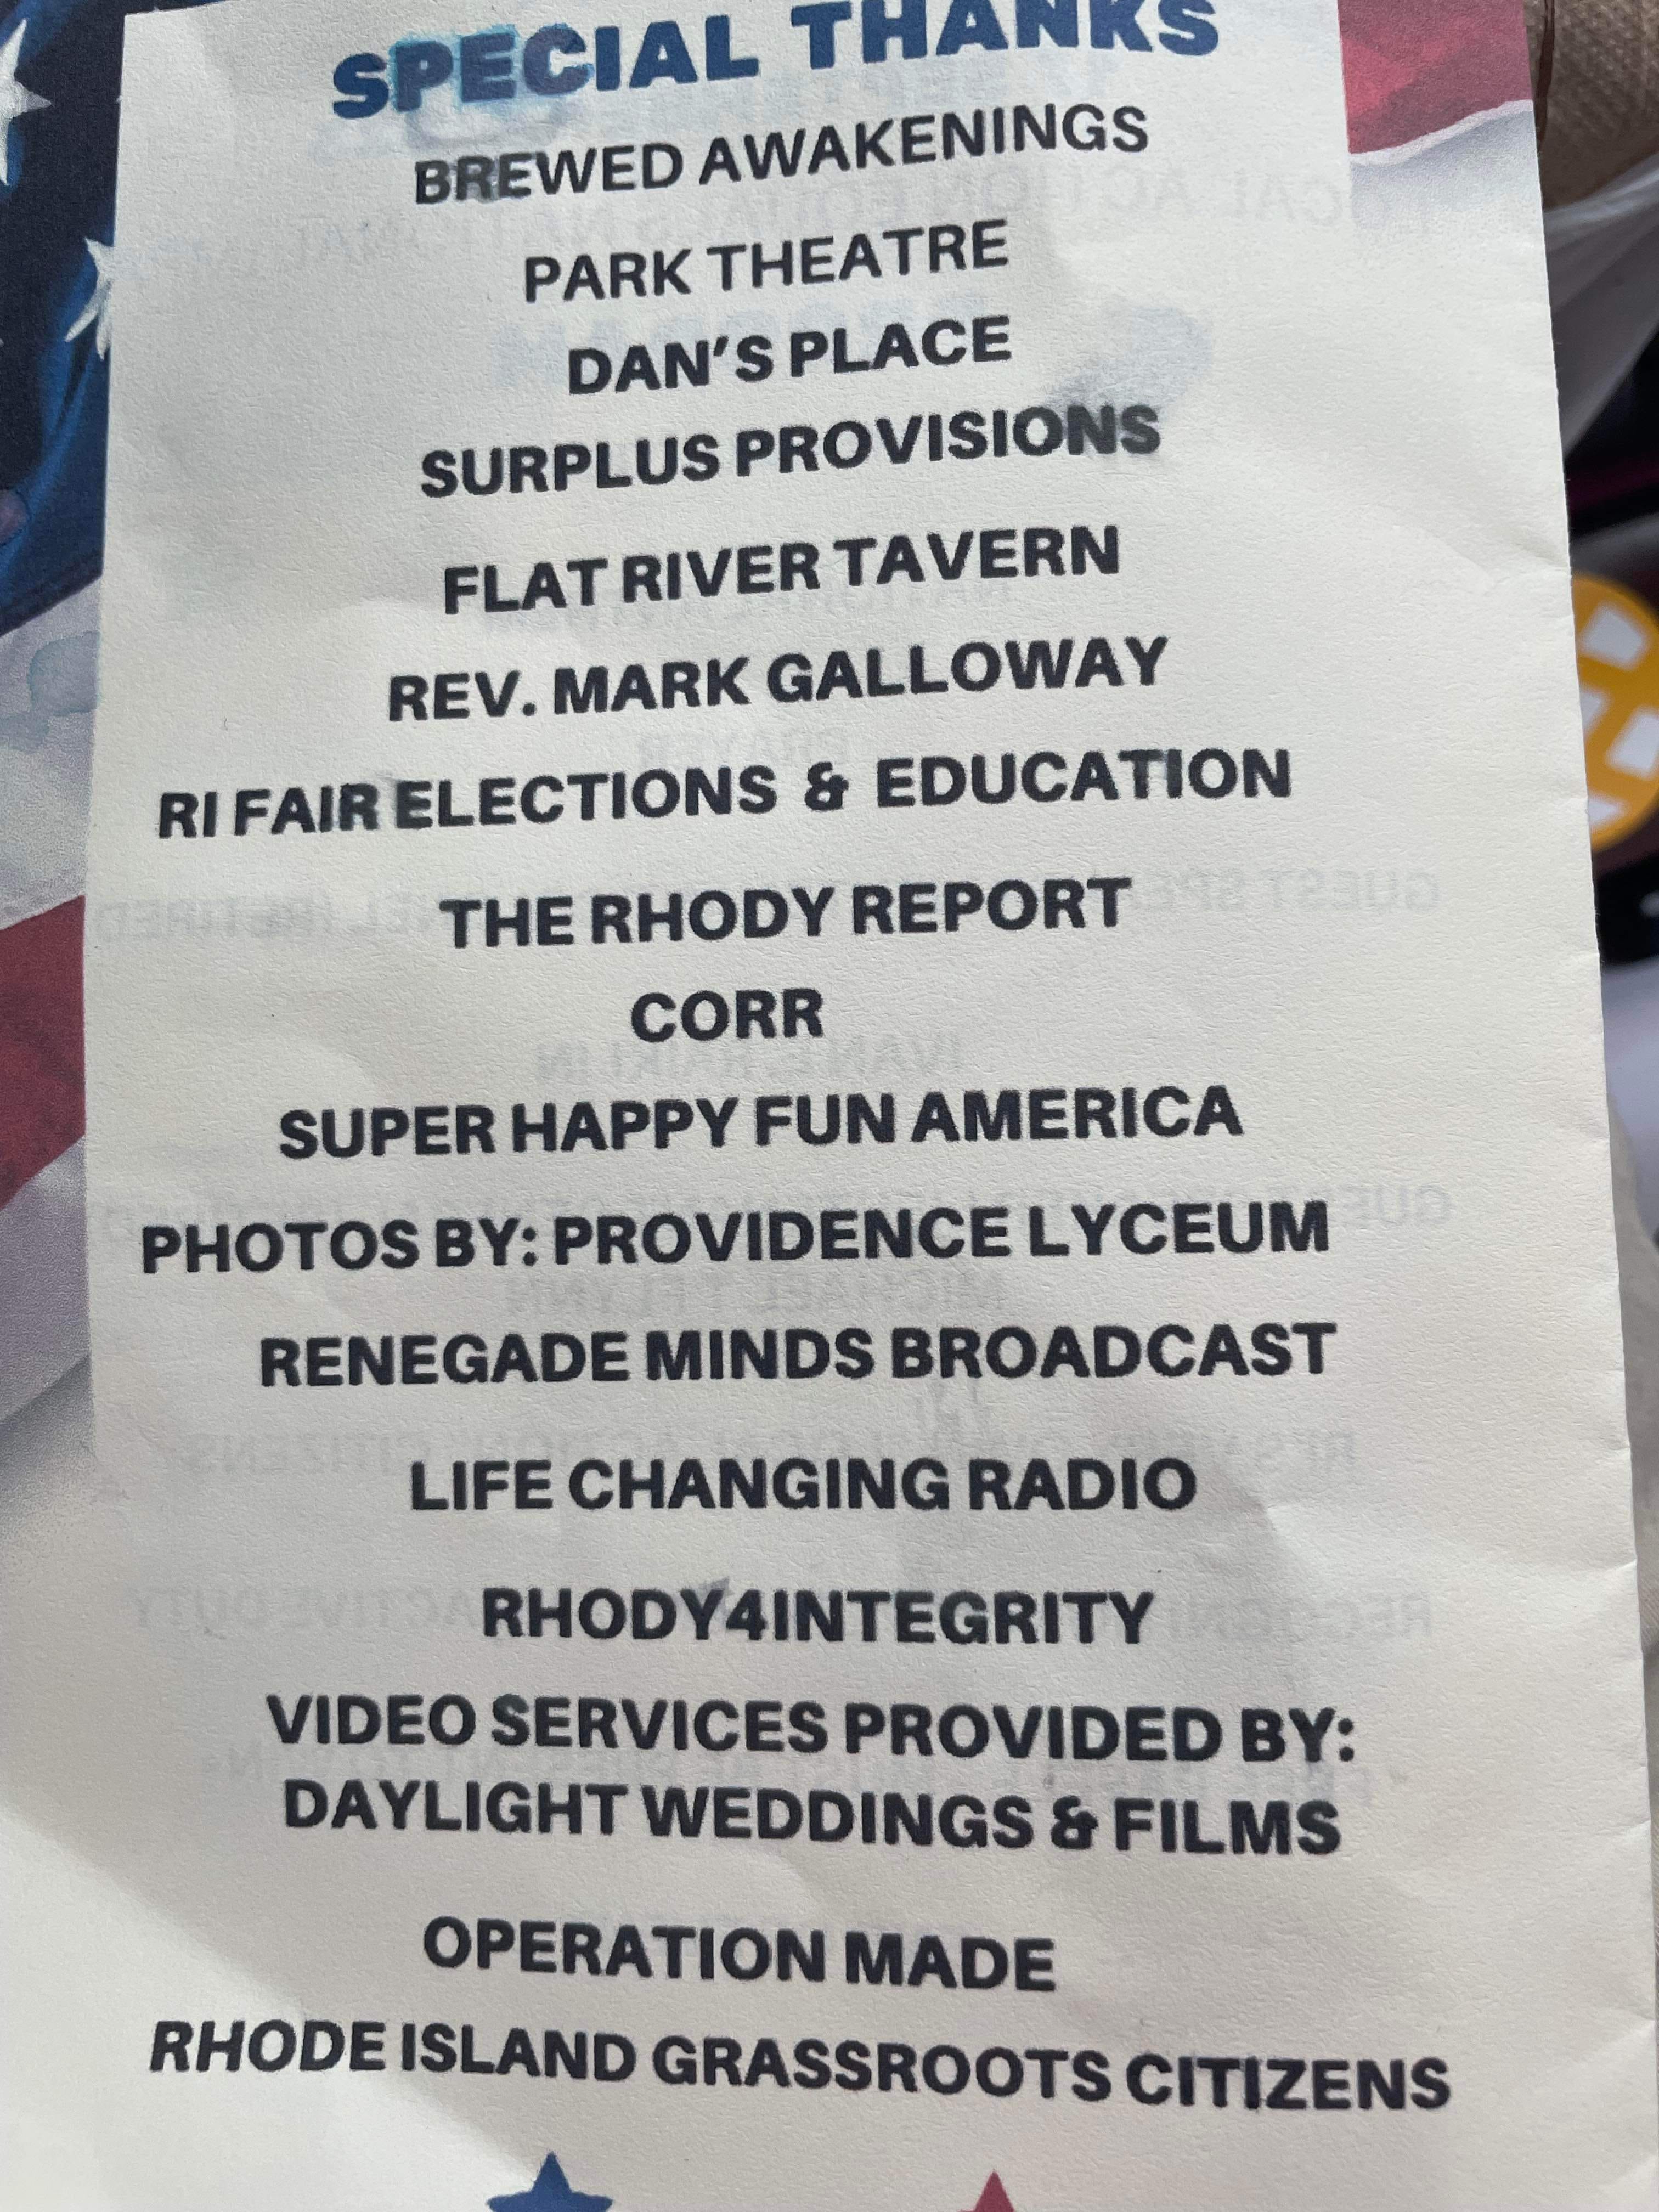 SPECIAL THANKS
BREWED AWAKENINGS
PARK THEATRE
DAN'S PLACE
SURPLUS PROVISIONS
FLAT RIVER TAVERN
REV. MARK GALLOWAY
RI FAIR ELECTIONS & EDUCATION
THE RHODY REPORT
CORR
SUPER HAPPY FUN AMERICA
PHOTOS BY: PROVIDENCE LYCEUM
RENEGADE MINDS BROADCAST
LIFE CHANGING RADIO
RHODY4INTEGRITY
VIDEO SERVICES PROVIDED BY:
DAYLIGHT WEDDINGS & FILMS
OPERATION MADE
RHODE ISLAND GRASSROOTS CITIZENS